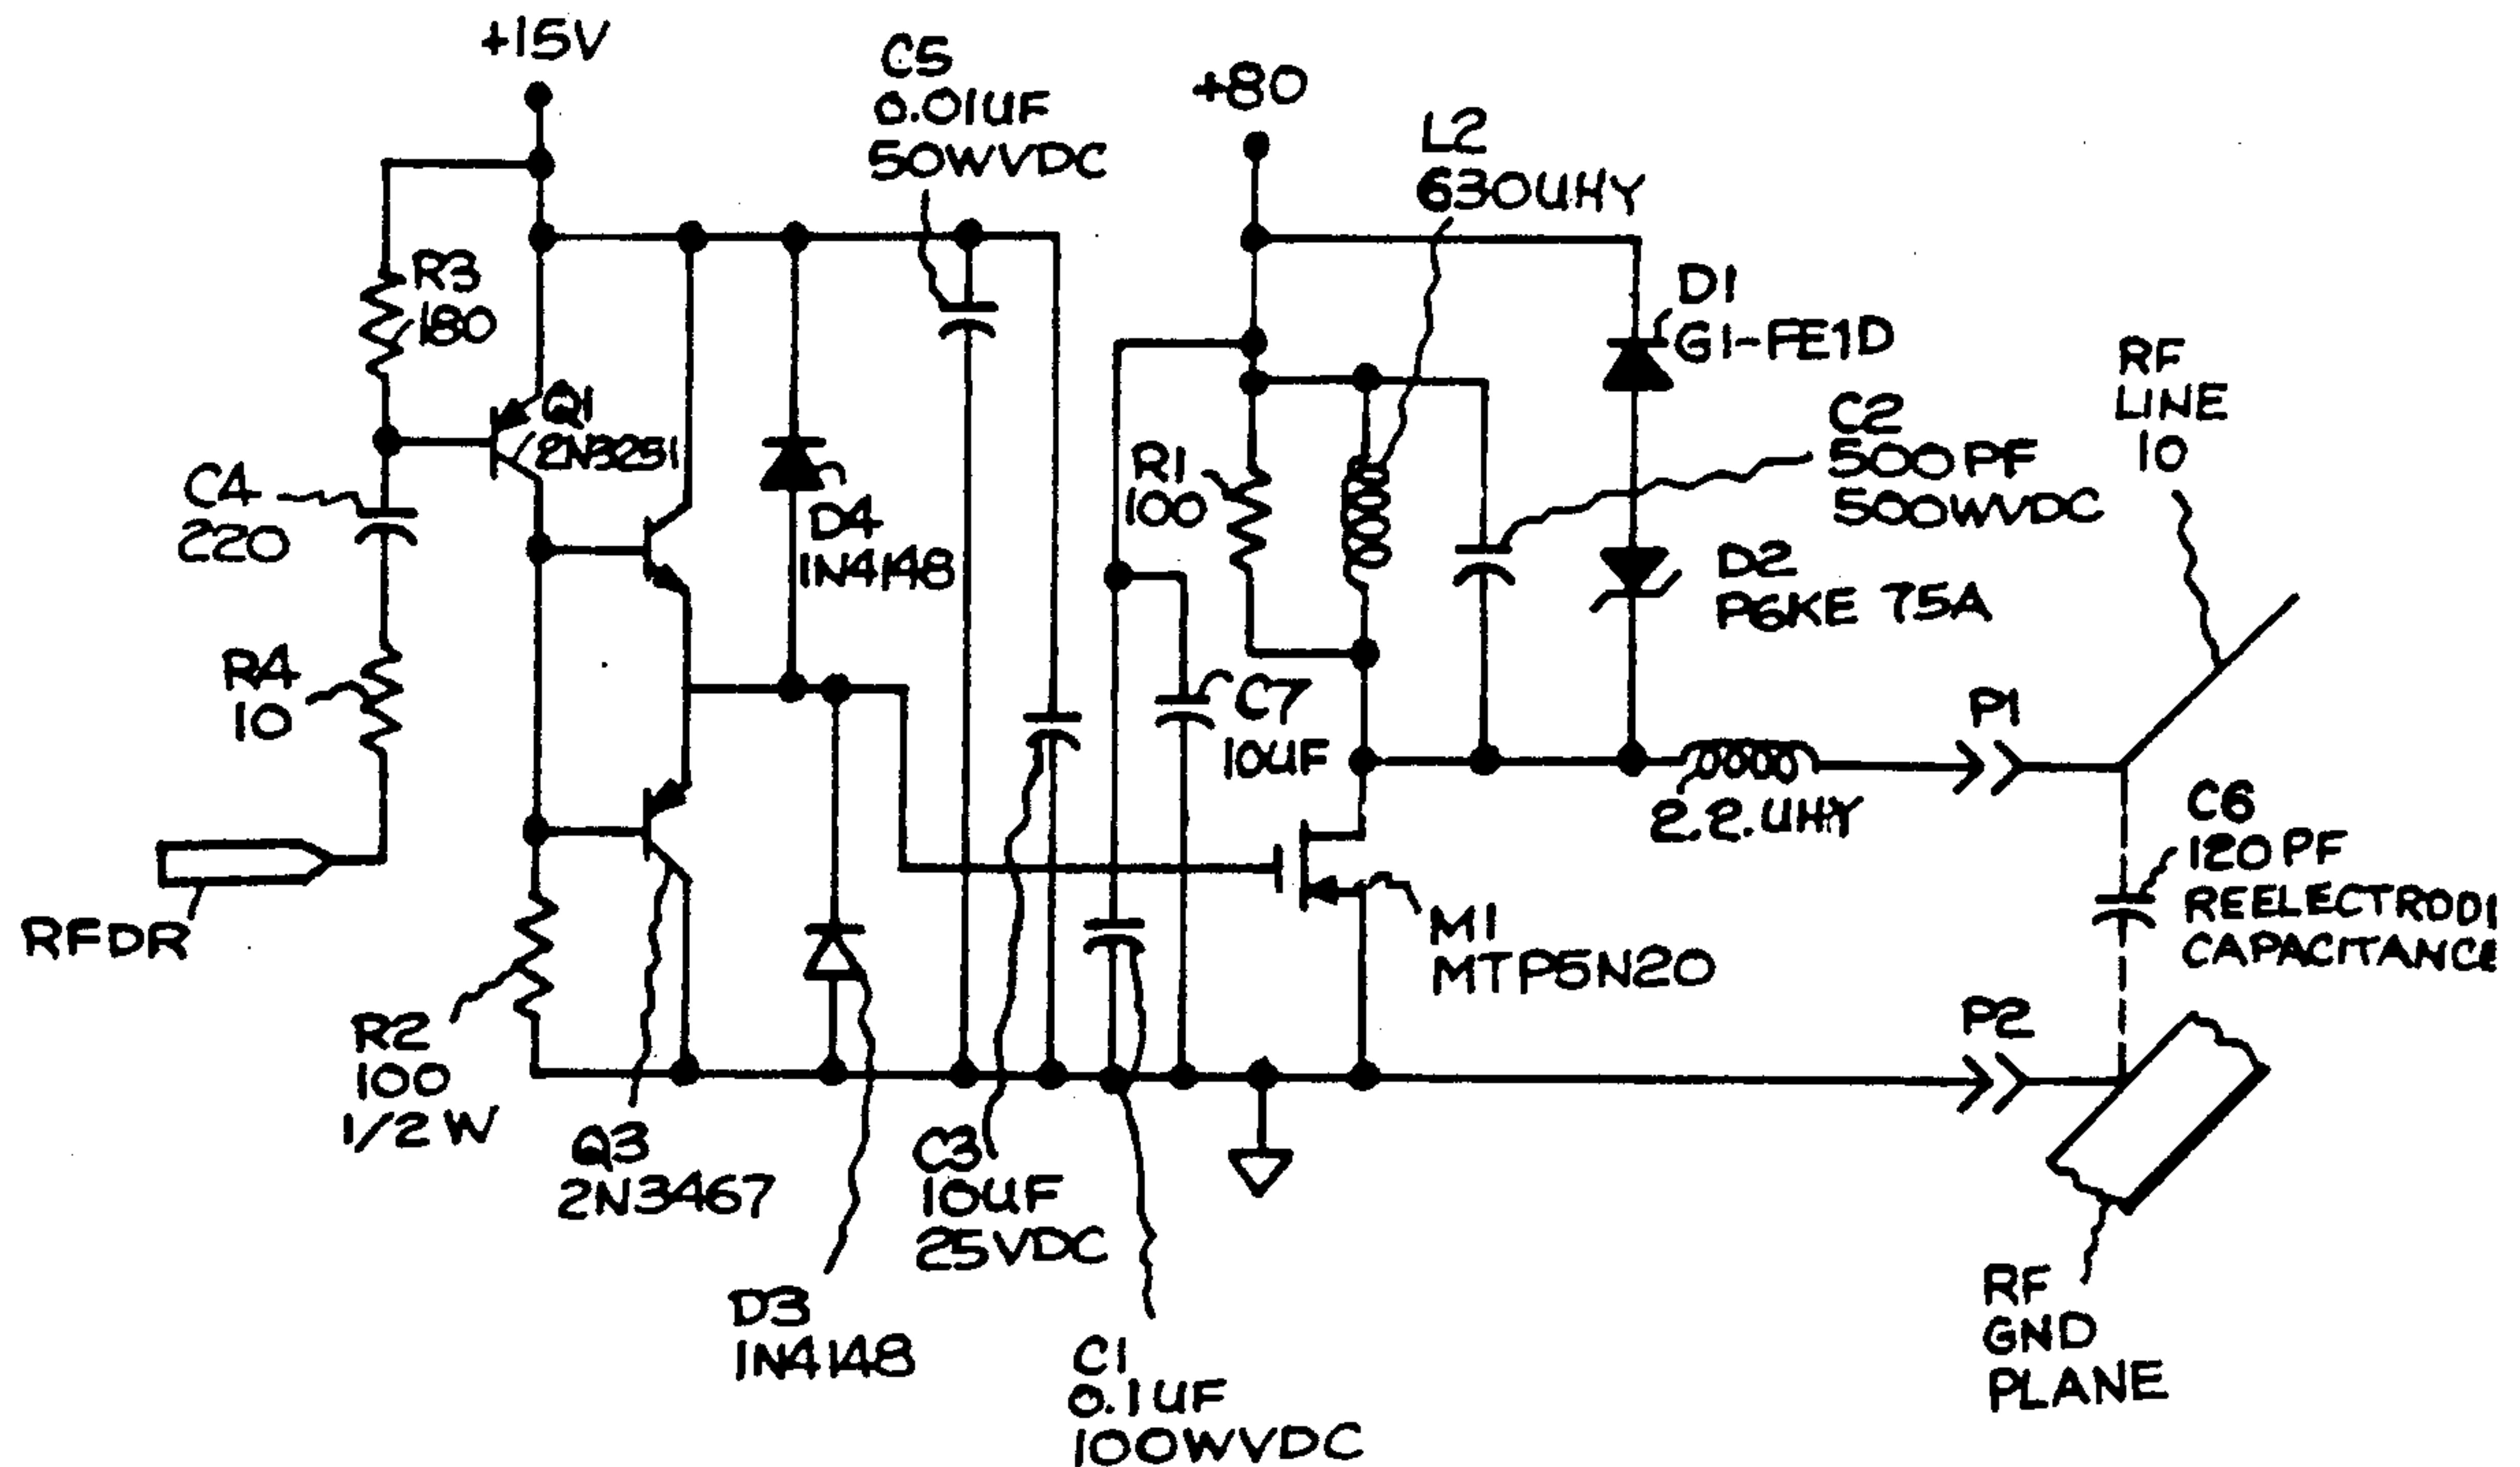 +15V
C5
0.01UF
50WVDC
+80
L2
630UHY
R3
180
D1
G1-FE1D
RF
LINE
10
Q1
2N3251
C2
500PF
500WVDC
C4
220
R1
100
D4
1N4148
D2
P6KE 75A
R4
10
C7
10UF
P1
2.2.UHY
C6
120PF
REELECTRODE
CAPACITANCE
RFDR
M1
MTP5N20
R2
100
1/2W
P2
Q3
2N3467
C3
10UF
25VDC
D3
1N4148
C1
0.1UF
100WVDC
RF
GND
PLANE